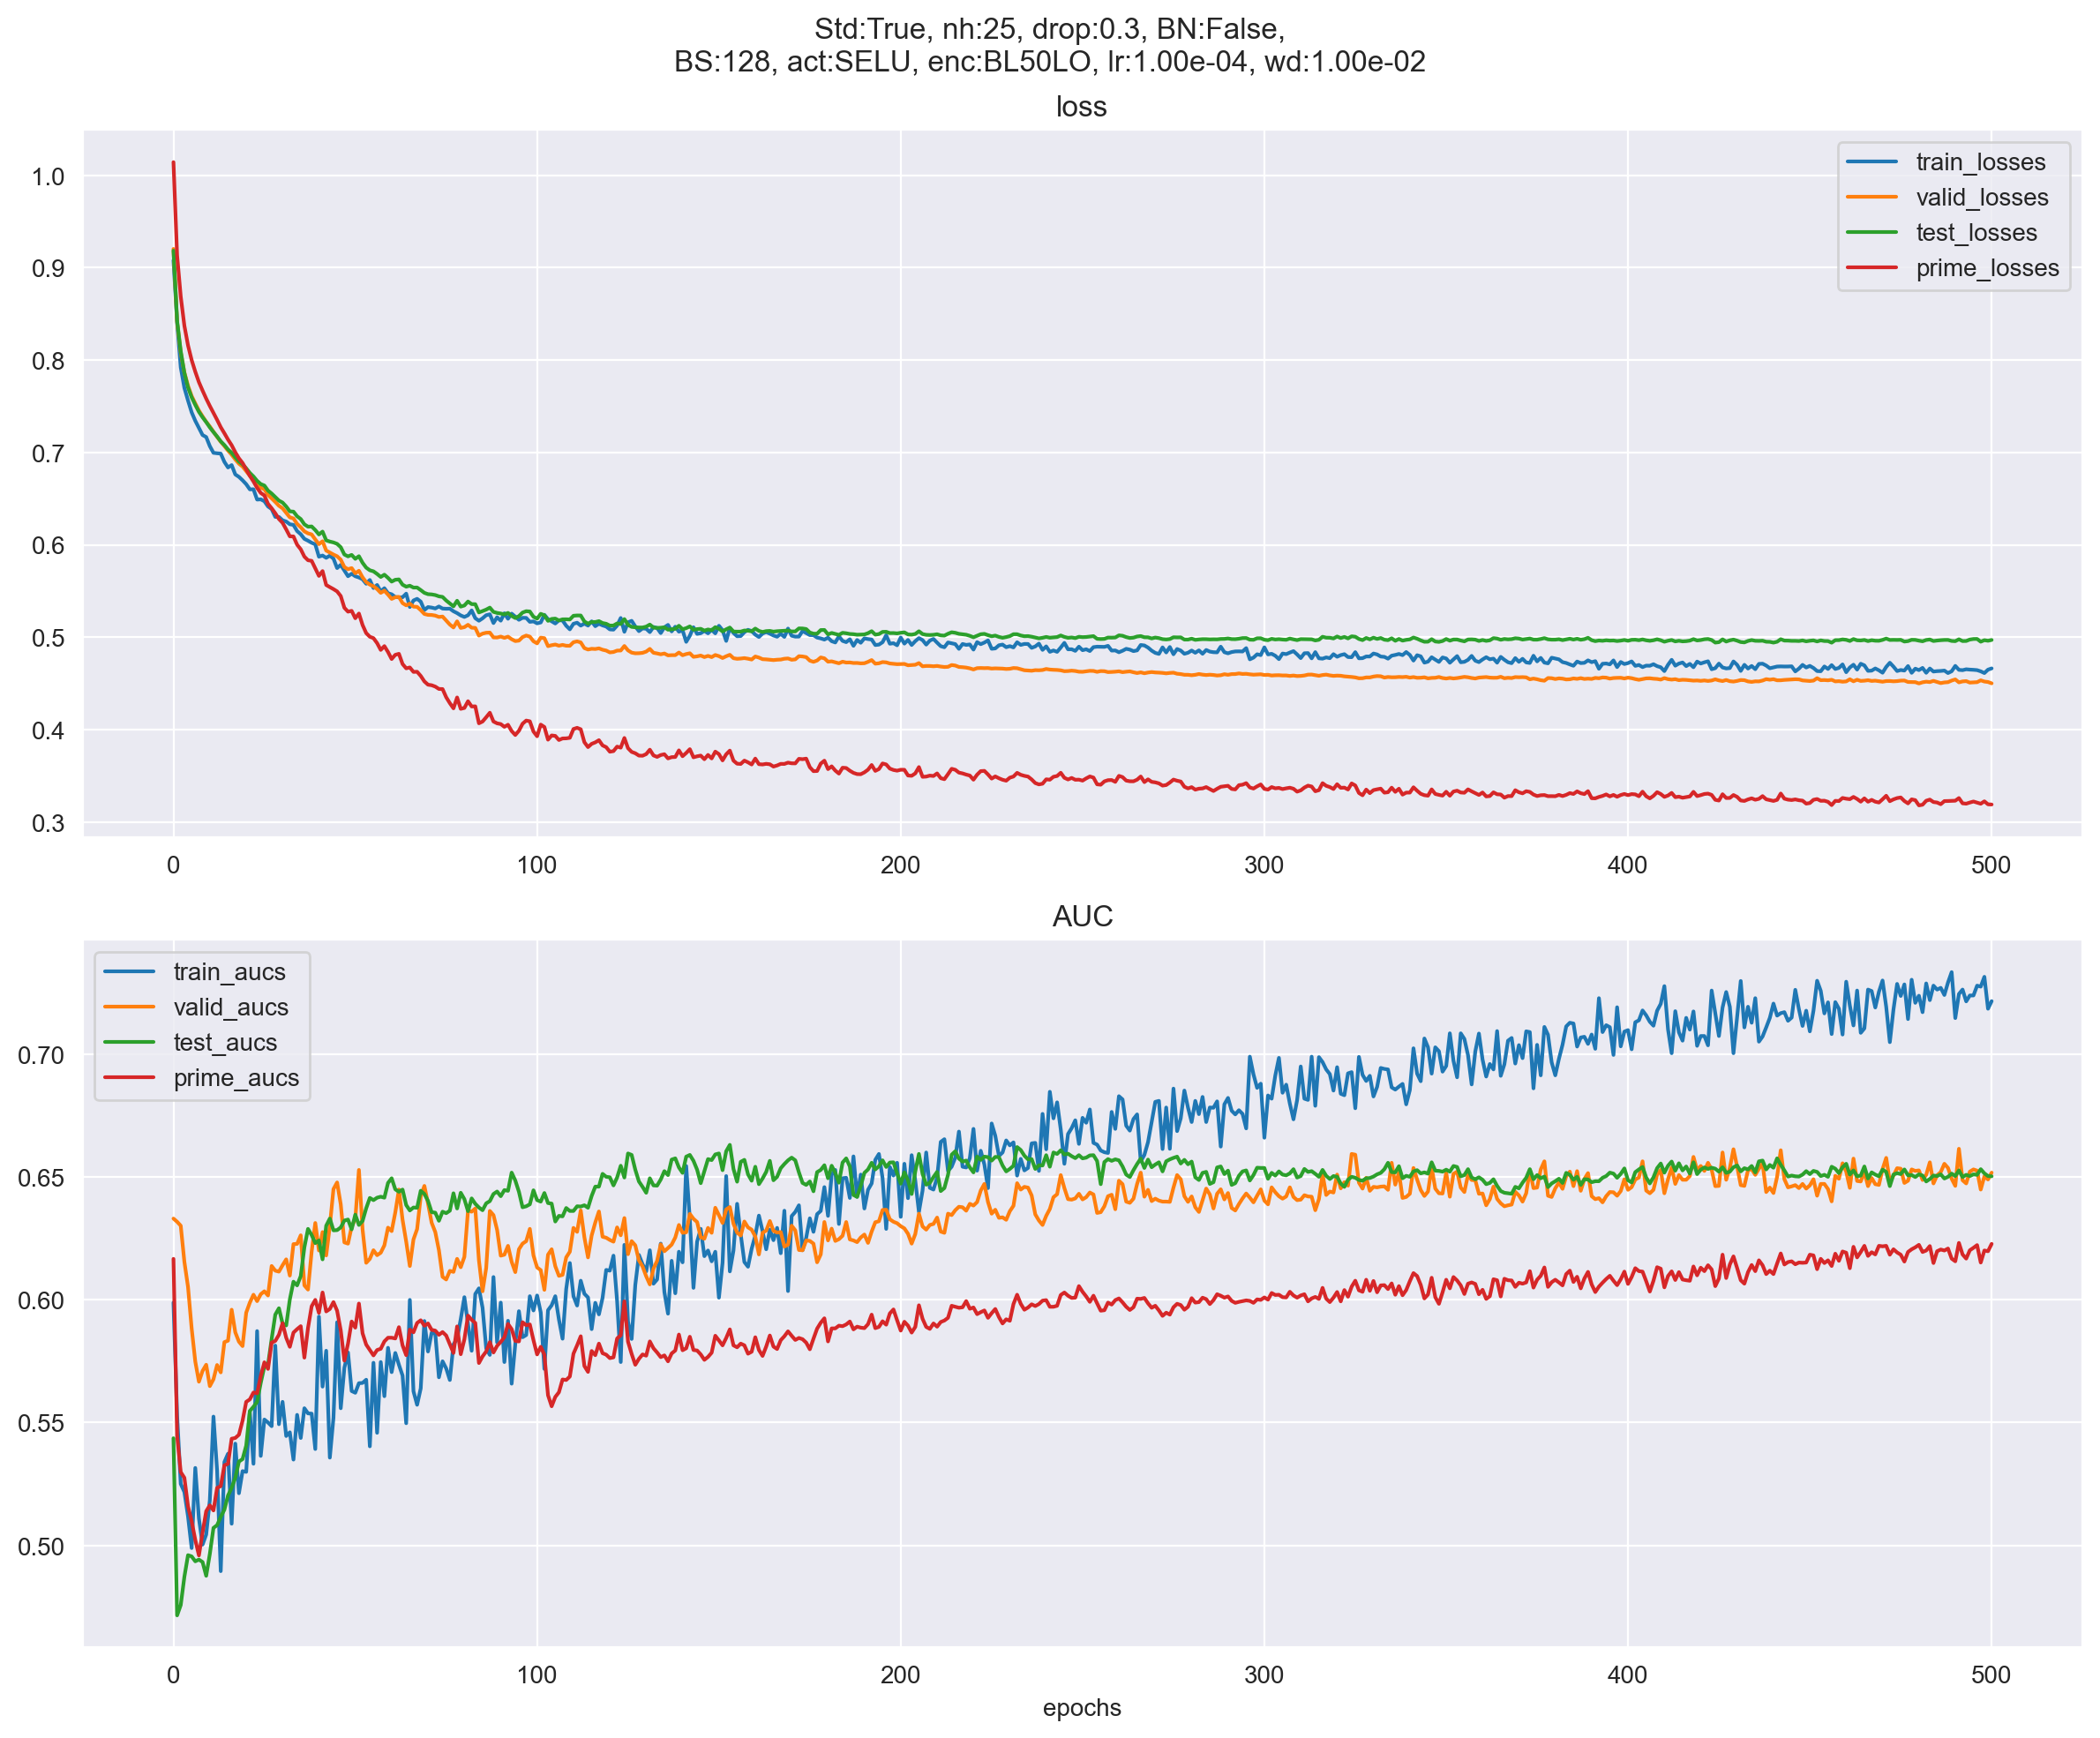 Std:True, nh:25, drop:0.3, BN:False,
BS:128, act:SELU, enc:BL50LO, lr:1.00e-04, wd:1.00e-02
loss
1.0
0.9
0.8
0.7
0.6
0.5
0.4
0.3
train_losses
valid_losses
test_losses
prime_losses
0 100 200 300 400 500
AUC
train_aucs
valid_aucs
test_aucs
prime_aucs
0.70
0.65
0.60
0.55
0.50
0 100 200 300 400 500
epochs